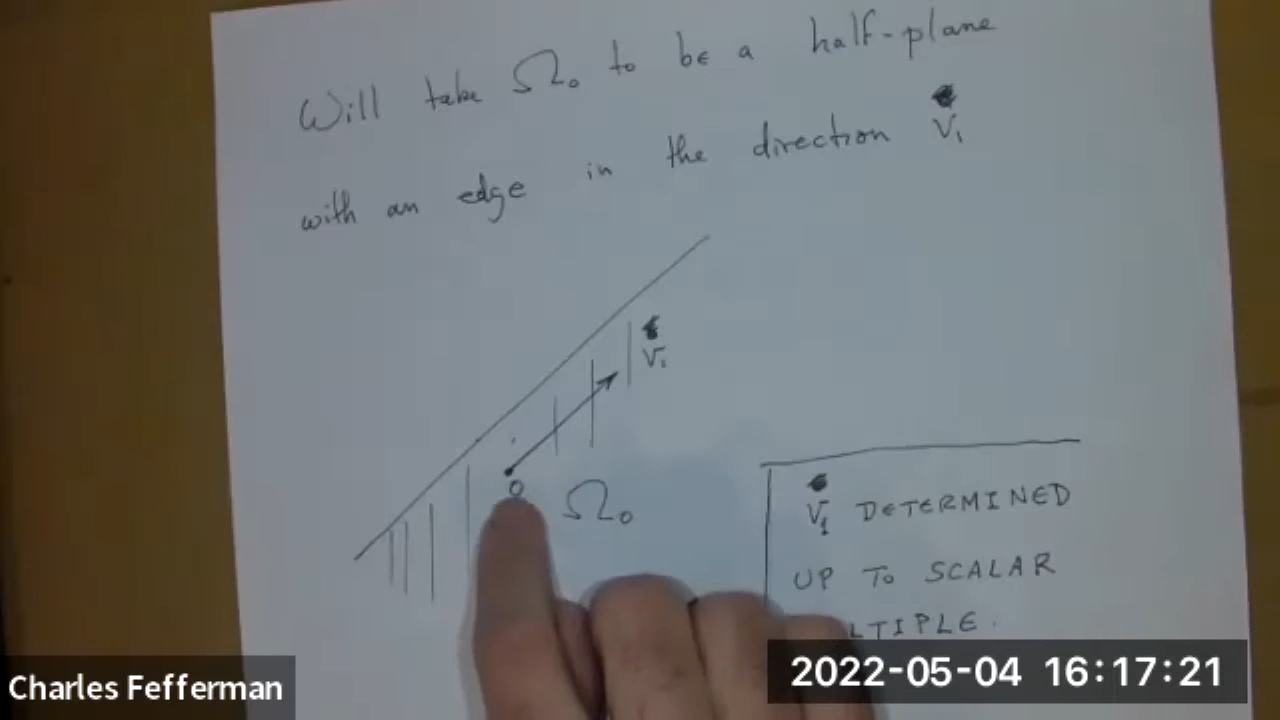 Will take Ω₀ to be a half-plane
with an edge in the direction v₁
v₁
0
Ω₀
v₁ DETERMINED
UP TO SCALAR
LTIPLE.
Charles Fefferman
2022-05-04 16:17:21